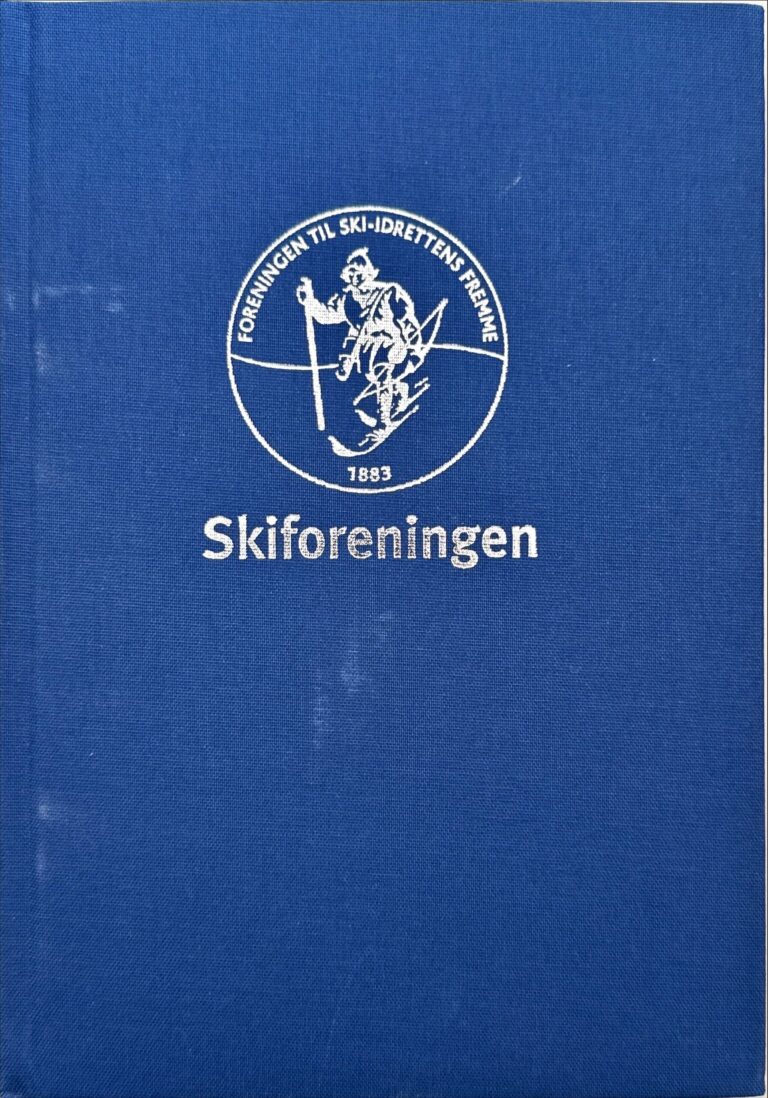 FORENINGEN TIL SKI-IDRETTENS FREMME
1883
Skiforeningen